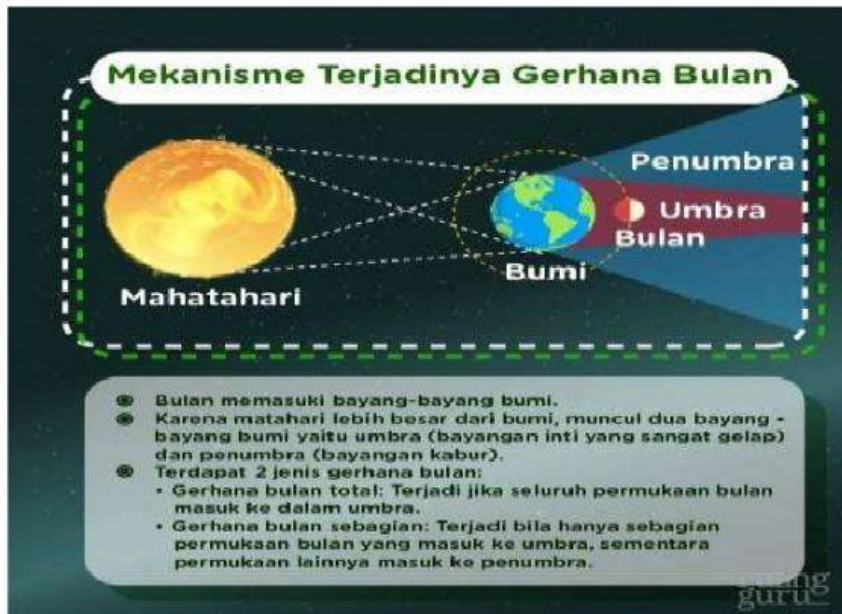 Mekanisme Terjadinya Gerhana Bulan
Penumbra
Umbra
Bulan
Bumi
Mahatahari
Bulan memasuki bayang-bayang bumi.
Karena matahari lebih besar dari bumi, muncul dua bayang -
bayang bumi yaitu umbra (bayangan inti yang sangat gelap)
dan penumbra (bayangan kabur).
Terdapat 2 jenis gerhana bulan:
• Gerhana bulan total: Terjadi jika seluruh permukaan bulan
masuk ke dalam umbra.
• Gerhana bulan sebagian: Terjadi bila hanya sebagian
permukaan bulan yang masuk ke umbra, sementara
permukaan lainnya masuk ke penumbra.
guru